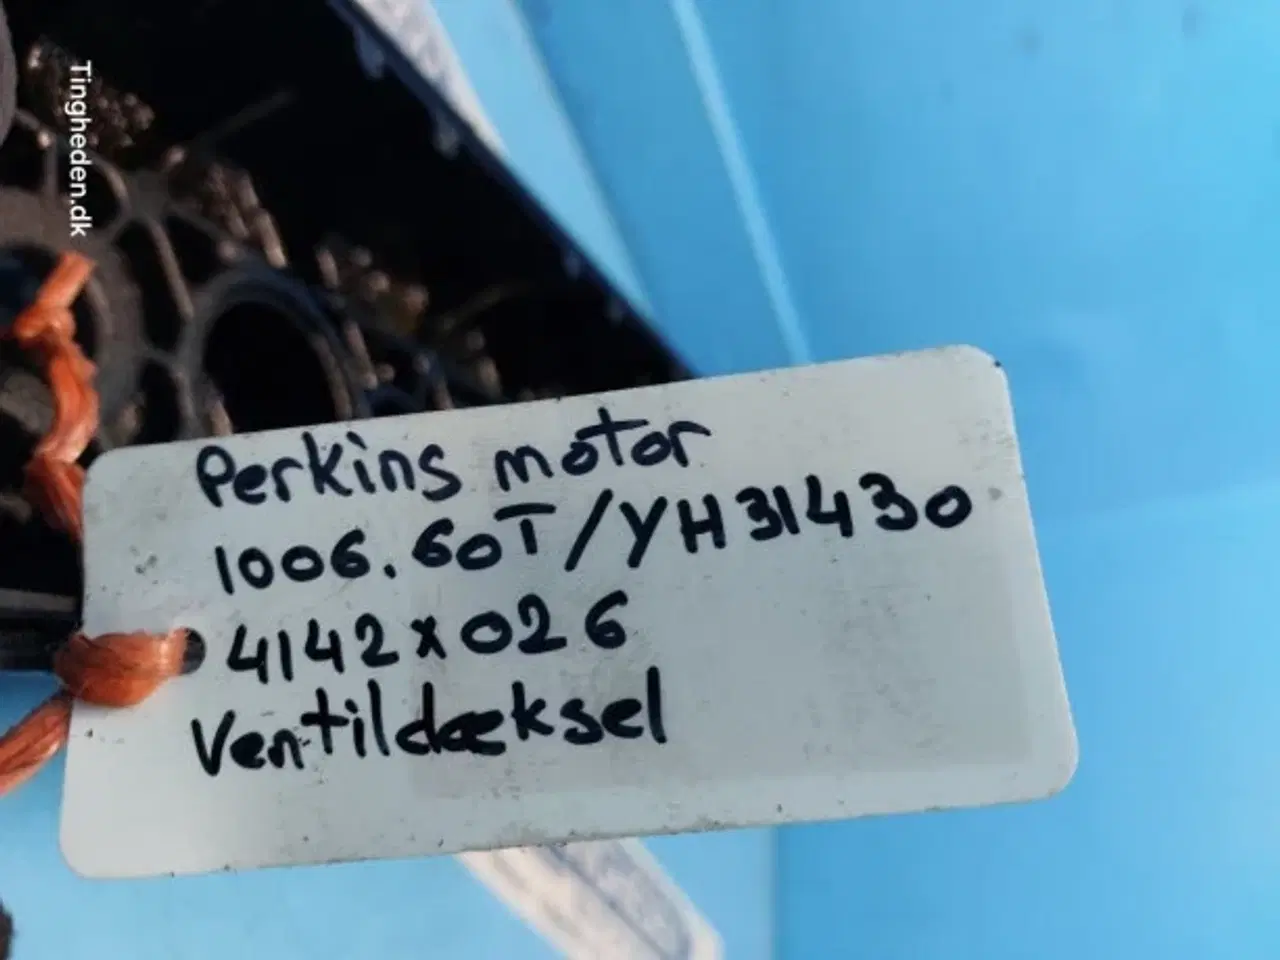 Tingheden.dk
Perkins motor
1006.60T/YH31430
4142x026
Ventildæksel